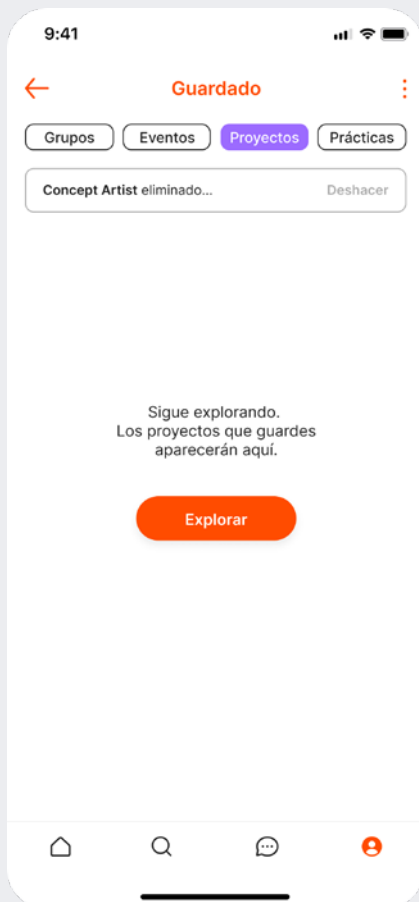 9:41
Guardado
Grupos Eventos Proyectos Prácticas
Concept Artist eliminado... Deshacer
Sigue explorando.
Los proyectos que guardes
aparecerán aquí.
Explorar